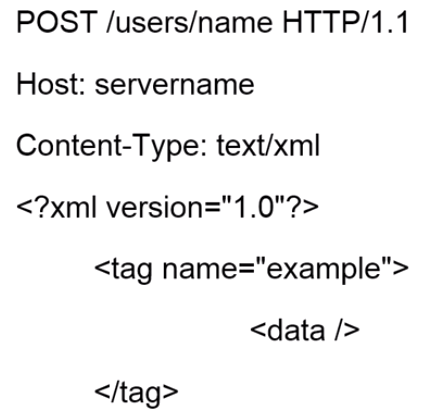 POST /users/name HTTP/1.1
Host: servername
Content-Type: text/xml
<?xml version="1.0"?>
<tag name="example">
<data />
</tag>